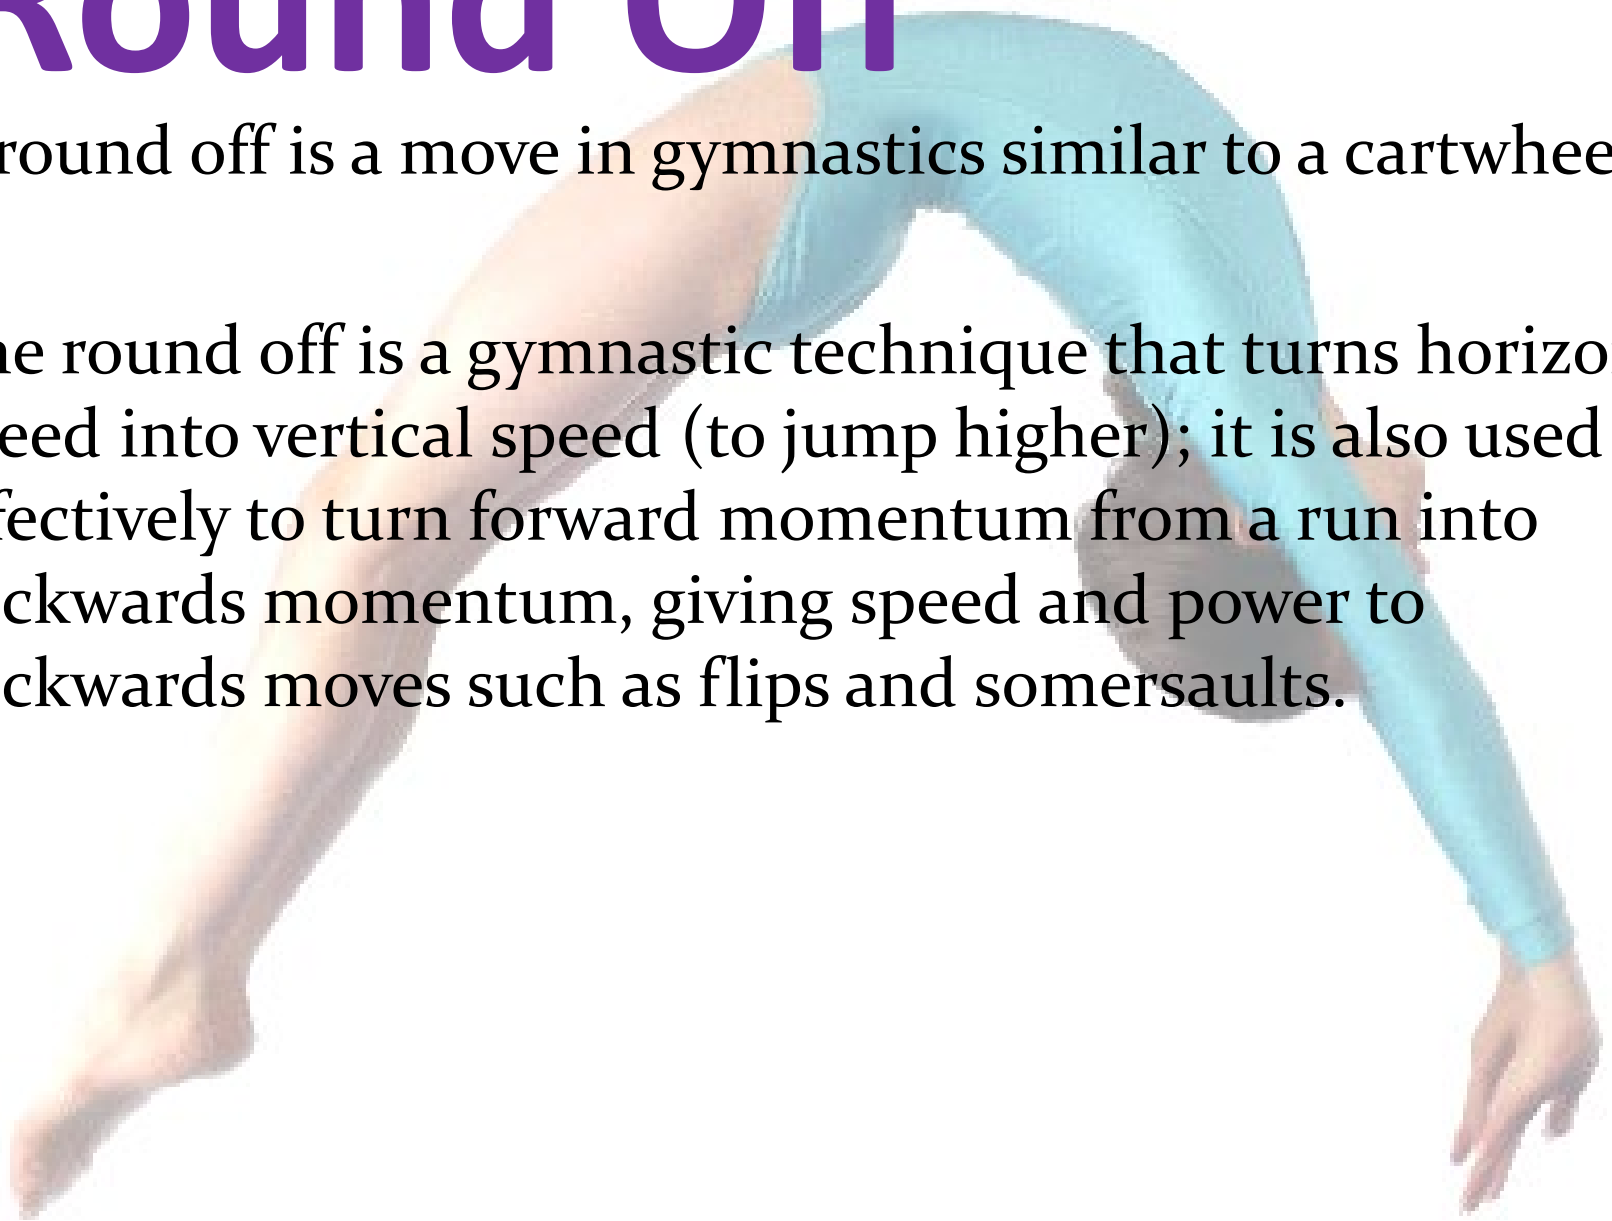 Round Off
round off is a move in gymnastics similar to a cartwhee
he round off is a gymnastic technique that turns horizo
eed into vertical speed (to jump higher); it is also used
fectively to turn forward momentum from a run into
ckwards momentum, giving speed and power to
ckwards moves such as flips and somersaults.